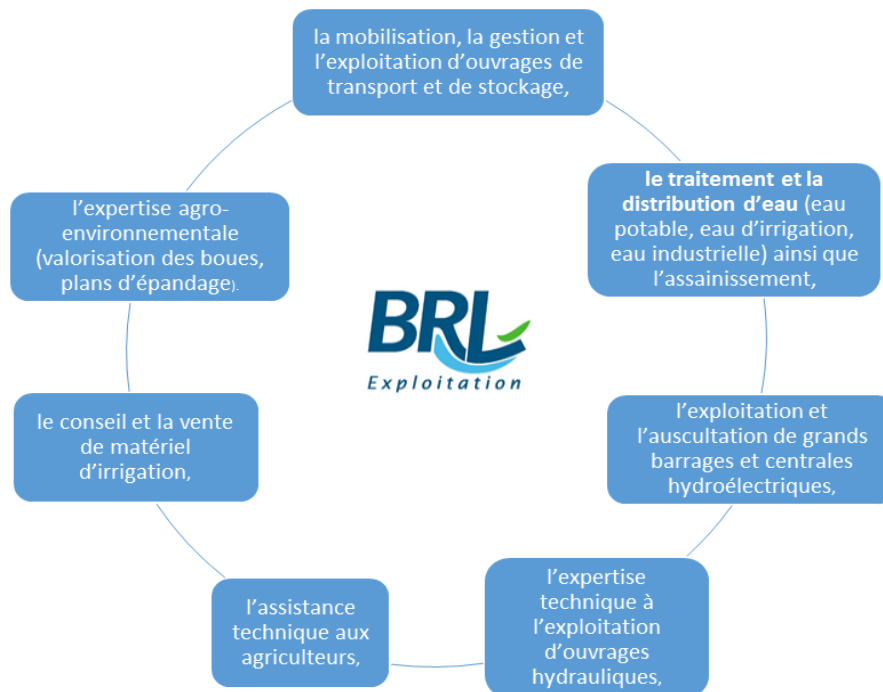 la mobilisation, la gestion et
l'exploitation d'ouvrages de
transport et de stockage,
le traitement et la
distribution d'eau (eau
potable, eau d'irrigation,
eau industrielle) ainsi que
l'assainissement,
l'exploitation et
l'auscultation de grands
barrages et centrales
hydroélectriques,
l'expertise
technique à
l'exploitation
d'ouvrages
hydrauliques,
l'assistance
technique aux
agriculteurs,
le conseil et la vente
de matériel
d'irrigation,
l'expertise agro-
environnementale
(valorisation des boues,
plans d'épandage).
BRL
Exploitation